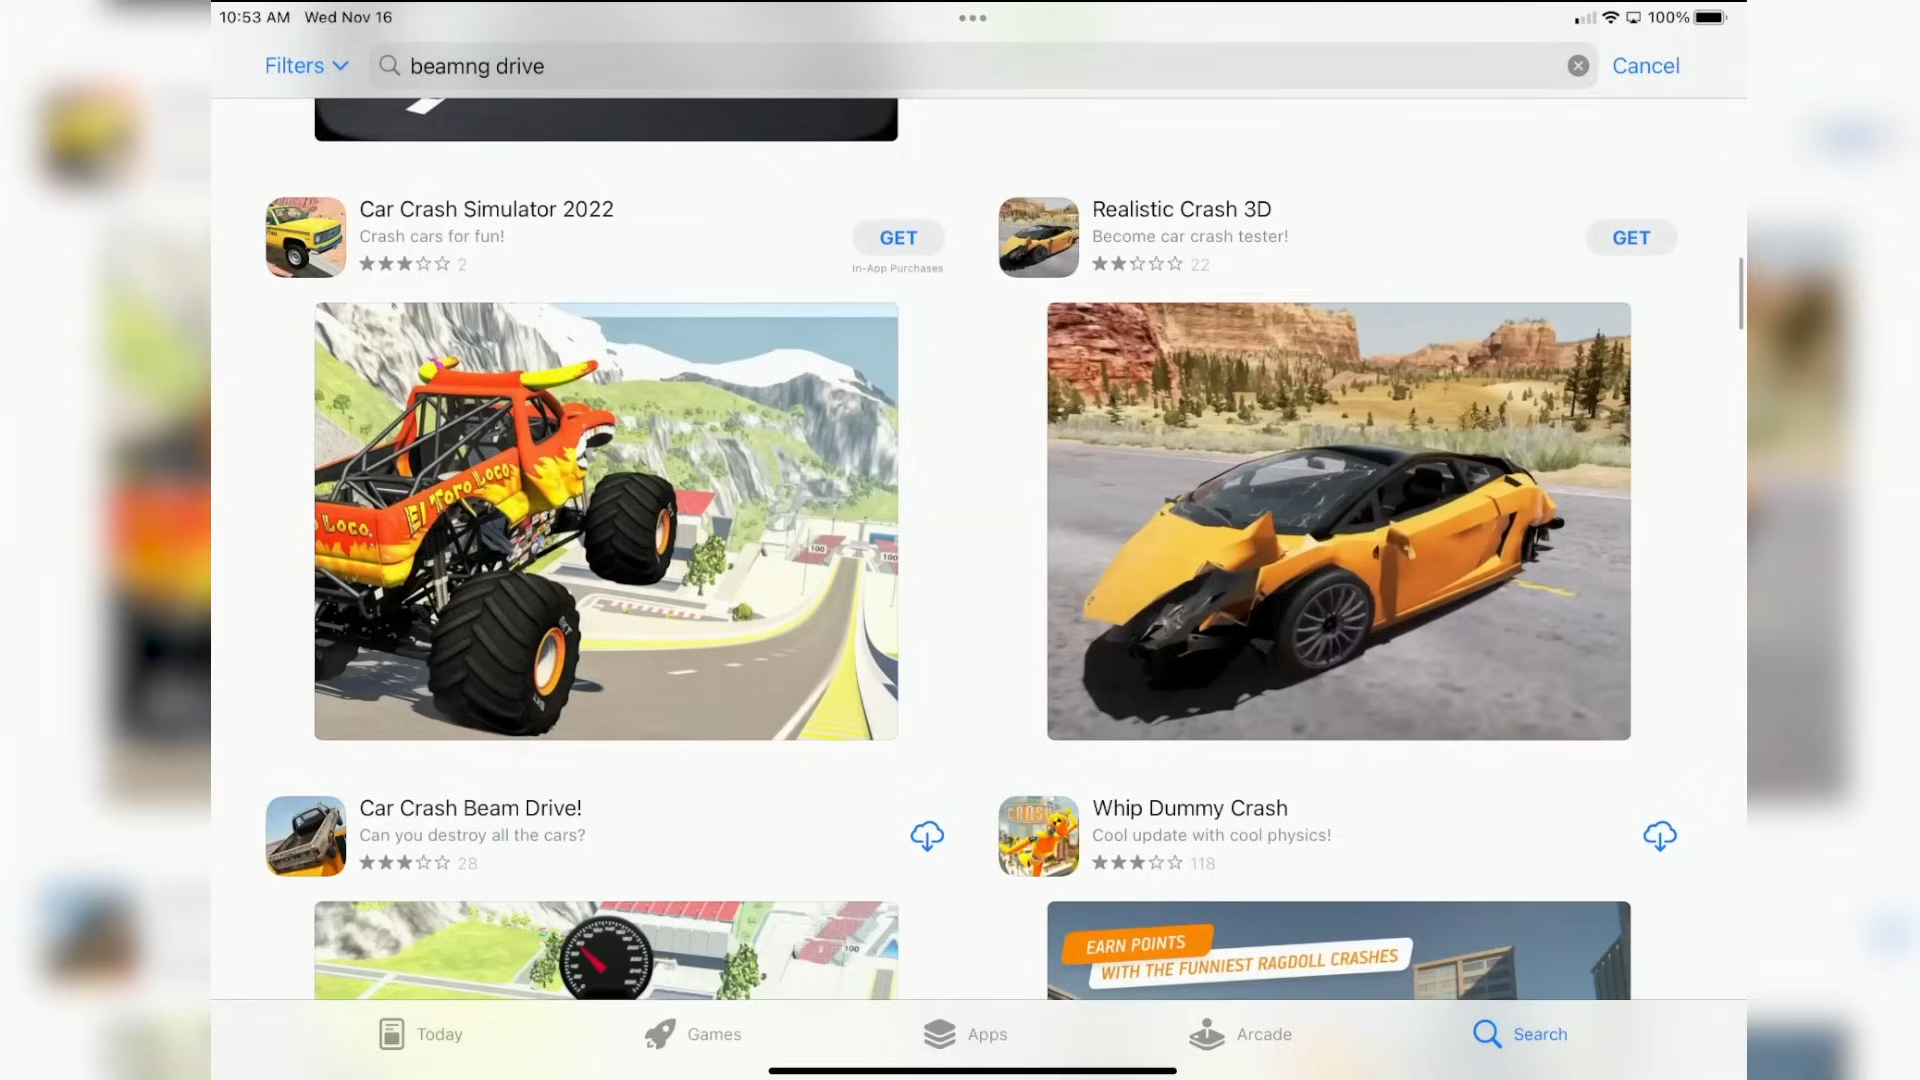 10:53 AM Wed Nov 16
100%
Filters
beamng drive
Cancel
Car Crash Simulator 2022
Crash cars for fun!
2
GET
In-App Purchases
Realistic Crash 3D
Become car crash tester!
22
GET
EL TORO LOCO
LOCO.
100
100
Car Crash Beam Drive!
Can you destroy all the cars?
28
Whip Dummy Crash
Cool update with cool physics!
118
100
EARN POINTS
WITH THE FUNNIEST RAGDOLL CRASHES
Today
Games
Apps
Arcade
Search